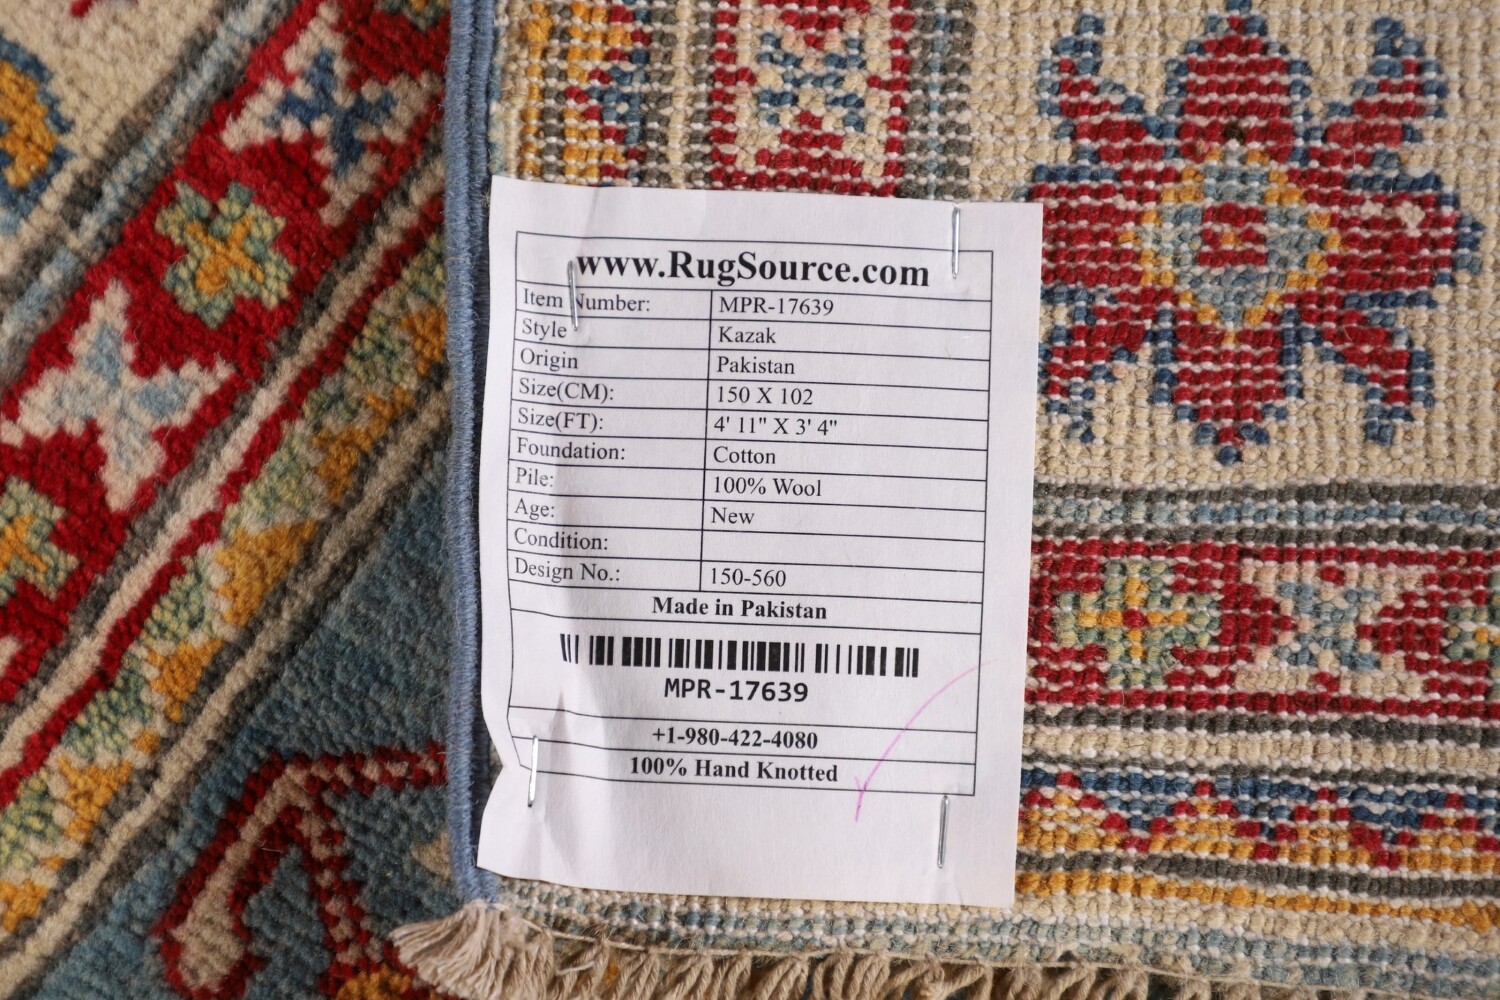 www.RugSource.com
Item Number: MPR-17639
Style Kazak
Origin Pakistan
Size(CM): 150 X 102
Size(FT): 4' 11" X 3' 4"
Foundation: Cotton
Pile: 100% Wool
Age: New
Condition:
Design No.: 150-560
Made in Pakistan
MPR-17639
+1-980-422-4080
100% Hand Knotted